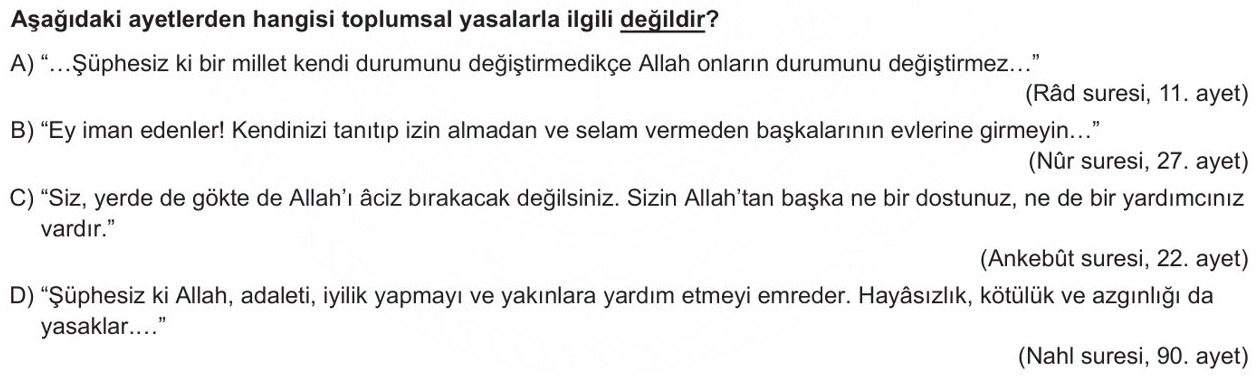 Aşağıdaki ayetlerden hangisi toplumsal yasalarla ilgili değildir?
A) “…Şüphesiz ki bir millet kendi durumunu değiştirmedikçe Allah onların durumunu değiştirmez…”
(Râd suresi, 11. ayet)
B) “Ey iman edenler! Kendinizi tanıtıp izin almadan ve selam vermeden başkalarının evlerine girmeyin…”
(Nûr suresi, 27. ayet)
C) “Siz, yerde de gökte de Allah’ı âciz bırakacak değilsiniz. Sizin Allah’tan başka ne bir dostunuz, ne de bir yardımcınız
vardır.”
(Ankebût suresi, 22. ayet)
D) “Şüphesiz ki Allah, adaleti, iyilik yapmayı ve yakınlara yardım etmeyi emreder. Hayâsızlık, kötülük ve azgınlığı da
yasaklar.…”
(Nahl suresi, 90. ayet)